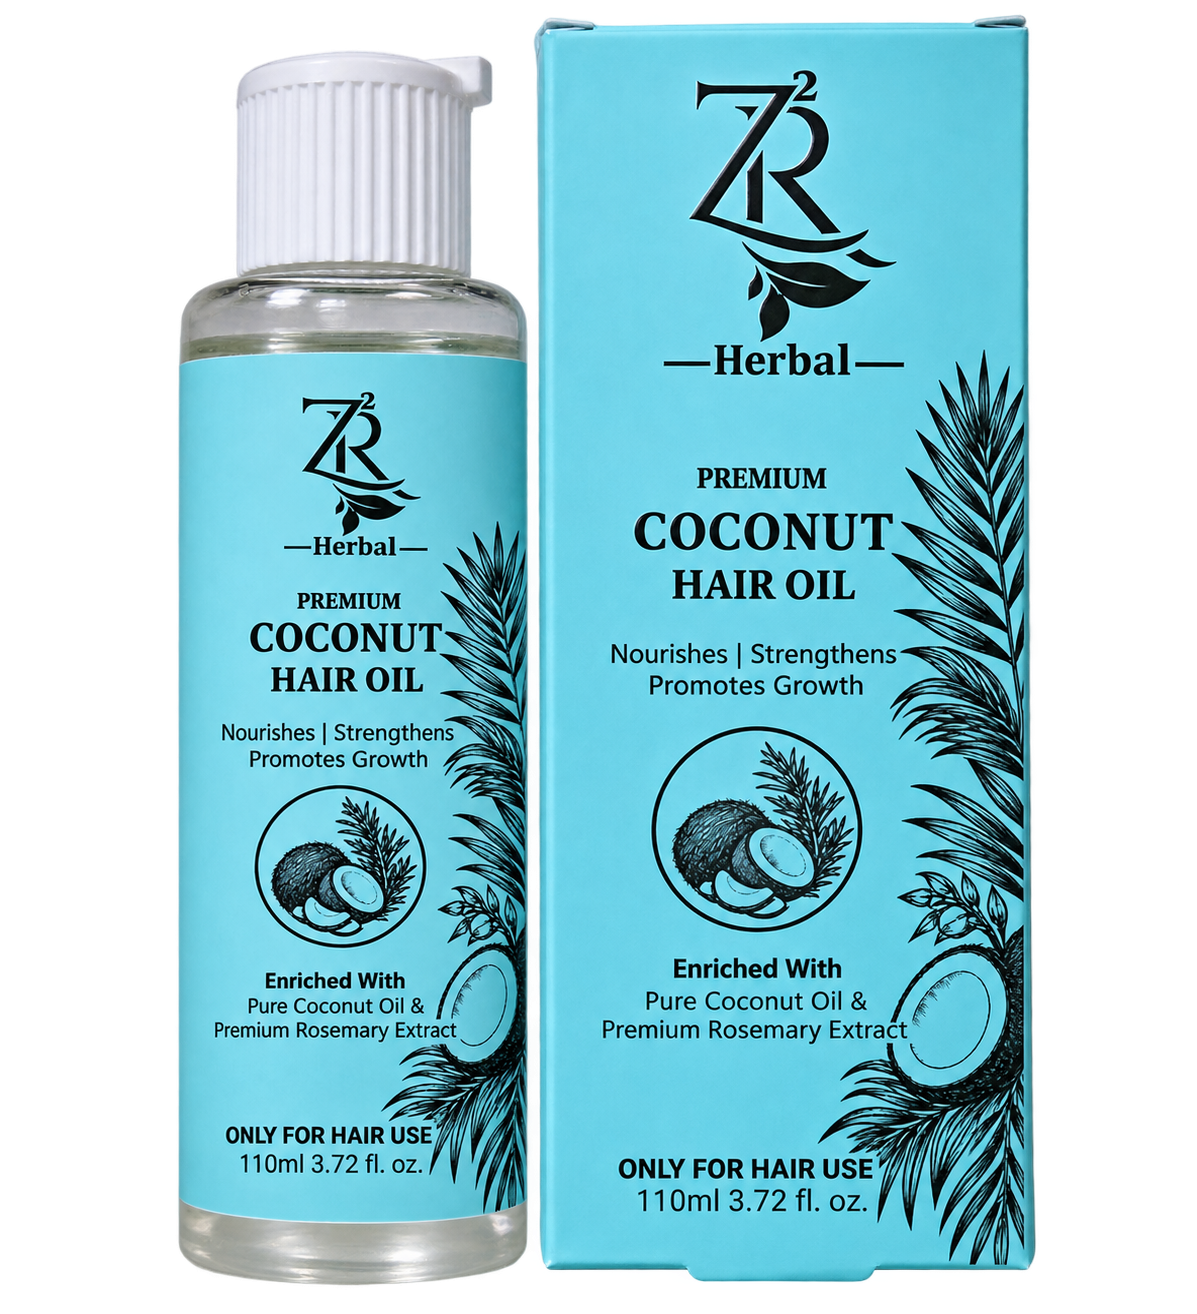 ZR²
Herbal
PREMIUM
COCONUT
HAIR OIL
Nourishes | Strengthens
Promotes Growth
Enriched With
Pure Coconut Oil &
Premium Rosemary Extract
ONLY FOR HAIR USE
110ml 3.72 fl. oz.
ZR²
Herbal
PREMIUM
COCONUT
HAIR OIL
Nourishes | Strengthens
Promotes Growth
Enriched With
Pure Coconut Oil &
Premium Rosemary Extract
ONLY FOR HAIR USE
110ml 3.72 fl. oz.